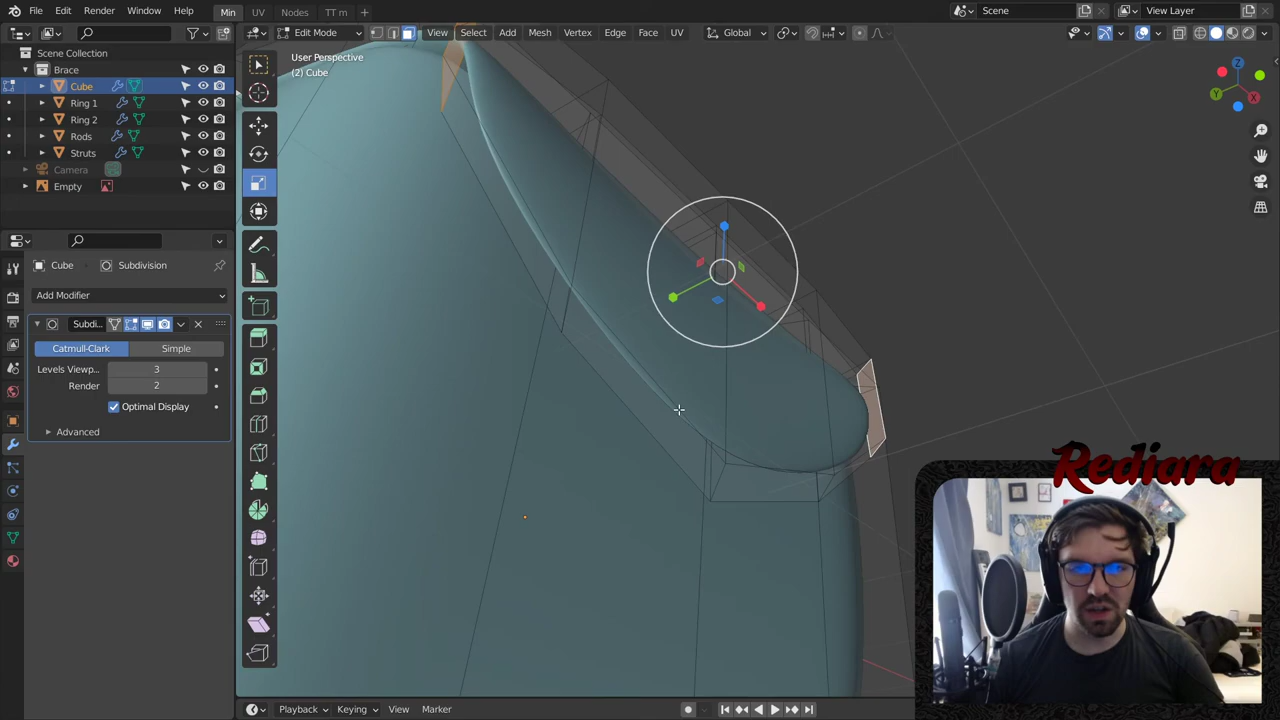 File Edit Render Window Help Min UV Nodes TT m + Scene View Layer
Edit Mode View Select Add Mesh Vertex Edge Face UV Global
Scene Collection
Brace
Cube
Ring 1
Ring 2
Rods
Struts
Camera
Empty
User Perspective
(2) Cube
Z
Y
X
Cube > Subdivision
Add Modifier
Subdi...
Catmull-Clark Simple
Levels Viewp... 3
Render 2
Optimal Display
Advanced
Rediara
Playback Keying View Marker